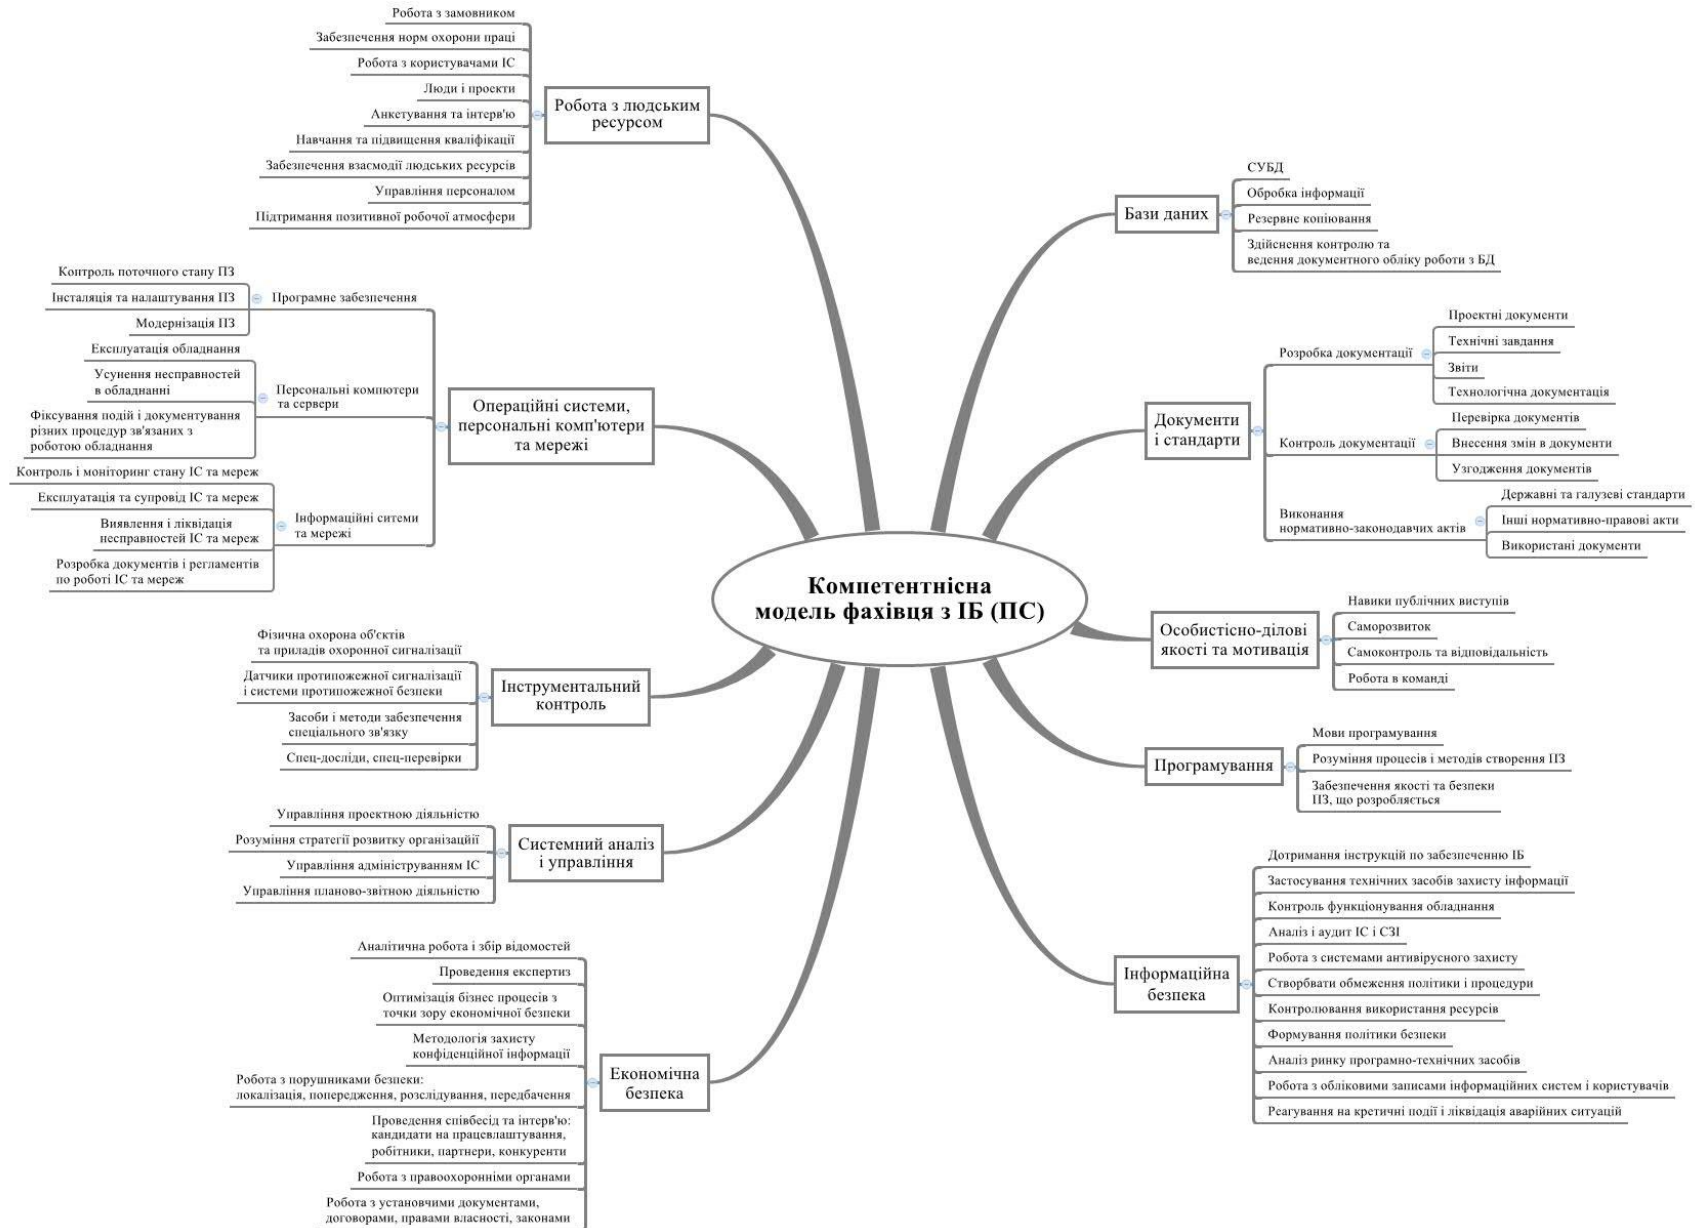 Робота з замовником
Забезпечення норм охорони праці
Робота з користувачами ІС
Люди і проекти
Анкетування та інтерв'ю
Навчання та підвищення кваліфікації
Забезпечення взаємодії людських ресурсів
Управління персоналом
Підтримання позитивної робочої атмосфери
Робота з людським
ресурсом
Контроль поточного стану ПЗ
Інсталяція та налаштування ПЗ
Модернізація ПЗ
Програмне забезпечення
Експлуатація обладнання
Усунення несправностей
в обладнанні
Фіксування подій і документування
різних процедур зв'язаних з
роботою обладнання
Персональні компютери
та сервери
Контроль і моніторинг стану ІС та мереж
Експлуатація та супровід ІС та мереж
Виявлення і ліквідація
несправностей ІС та мереж
Розробка документів і регламентів
по роботі ІС та мереж
Інформаційні ситеми
та мережі
Операційні системи,
персональні комп'ютери
та мережі
Фізична охорона об'єктів
та приладів охоронної сигналізації
Датчики протипожежної сигналізації
і системи протипожежної безпеки
Засоби і методи забезпечення
спеціального зв'язку
Спец-досліди, спец-перевірки
Інструментальний
контроль
Управління проектною діяльністю
Розуміння стратегії розвитку організаціїі
Управління адмініструванням ІС
Управління планово-звітною діяльністю
Системний аналіз
і управління
Аналітична робота і збір відомостей
Проведення експертиз
Оптимізація бізнес процесів з
точки зору економічної безпеки
Методологія захисту
конфіденційної інформації
Робота з порушниками безпеки:
локалізація, попередження, розслідування, передбачення
Проведення співбесід та інтерв'ю:
кандидати на працевлаштування,
робітники, партнери, конкуренти
Робота з правоохоронніми органами
Робота з установчими документами,
договорами, правами власності, законами
Економічна
безпека
Компетентнісна
модель фахівця з ІБ (ПС)
Бази даних
СУБД
Обробка інформації
Резервне копіювання
Здійснення контролю та
ведення документного обліку роботи з БД
Документи
і стандарти
Розробка документації
Проектні документи
Технічні завдання
Звіти
Технологічна документація
Контроль документації
Перевірка документів
Внесення змін в документи
Узгодження документів
Виконання
нормативно-законодавчих актів
Державні та галузеві стандарти
Інші нормативно-правові акти
Використані документи
Особистісно-ділові
якості та мотивація
Навики публічних виступів
Саморозвиток
Самоконтроль та відповідальність
Робота в команді
Програмування
Мови програмування
Розуміння процесів і методів створення ПЗ
Забезпечення якості та безпеки
ПЗ, що розробляється
Інформаційна
безпека
Дотримання інструкцій по забезпеченню ІБ
Застосування технічних засобів захисту інформації
Контроль функціонування обладнання
Аналіз і аудит ІС і СЗІ
Робота з системами антивірусного захисту
Створбвати обмеження політики і процедури
Контролювання використання ресурсів
Формування політики безпеки
Аналіз ринку програмно-технічних засобів
Робота з обліковими записами інформаційних систем і користувачів
Реагування на кретичні події і ліквідація аварійних ситуацій